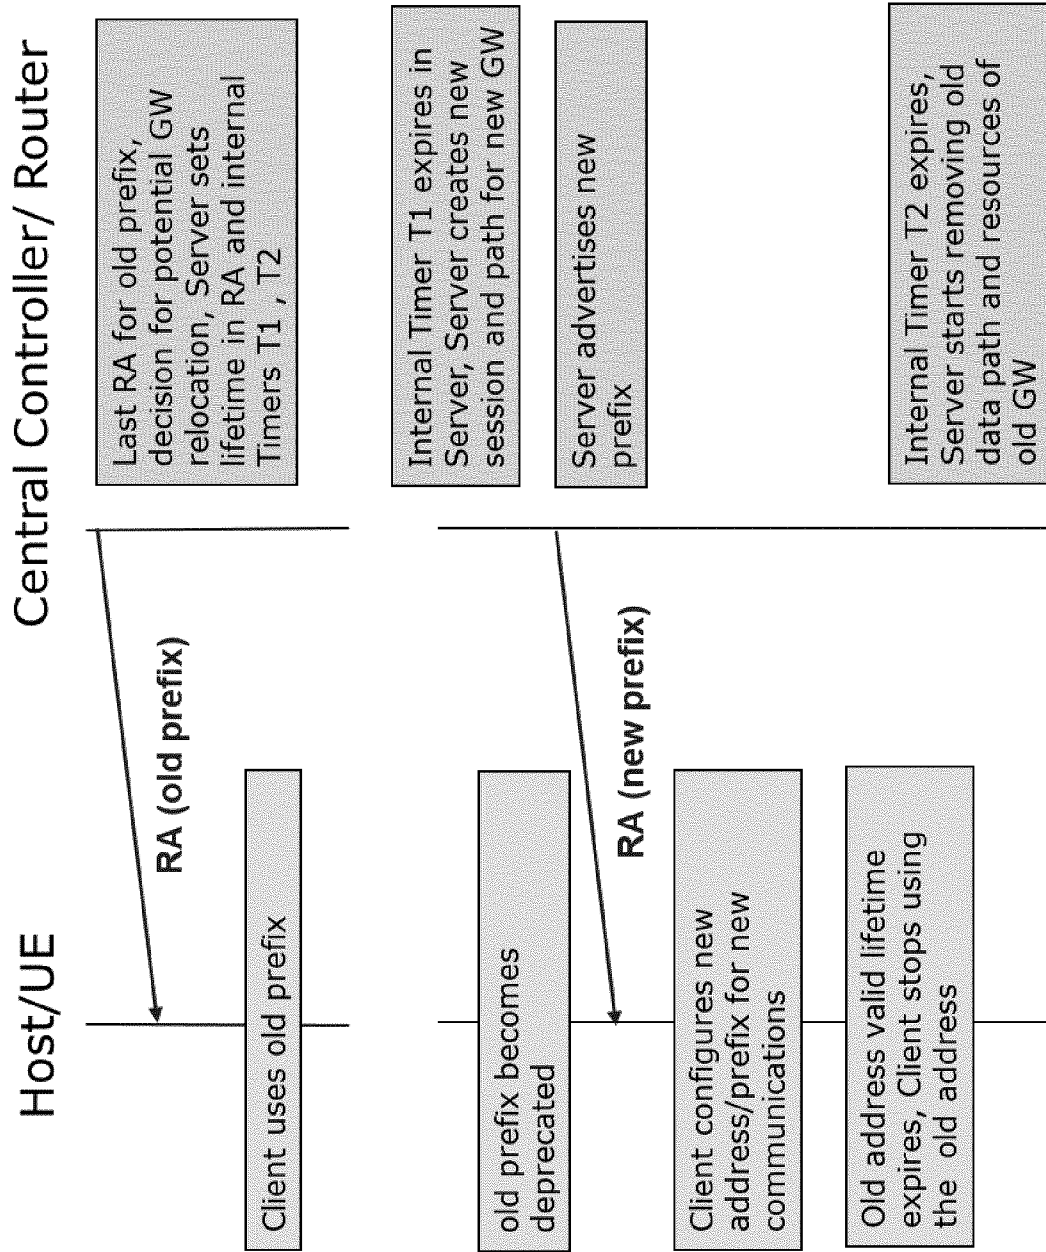 Host/UE
Central Controller/ Router
Last RA for old prefix,
decision for potential GW
relocation, Server sets
lifetime in RA and internal
Timers T1 , T2
RA (old prefix)
Client uses old prefix
Internal Timer T1 expires in
Server, Server creates new
session and path for new GW
old prefix becomes
deprecated
Server advertises new
prefix
RA (new prefix)
Client configures new
address/prefix for new
communications
Old address valid lifetime
expires, Client stops using
the old address
Internal Timer T2 expires,
Server starts removing old
data path and resources of
old GW